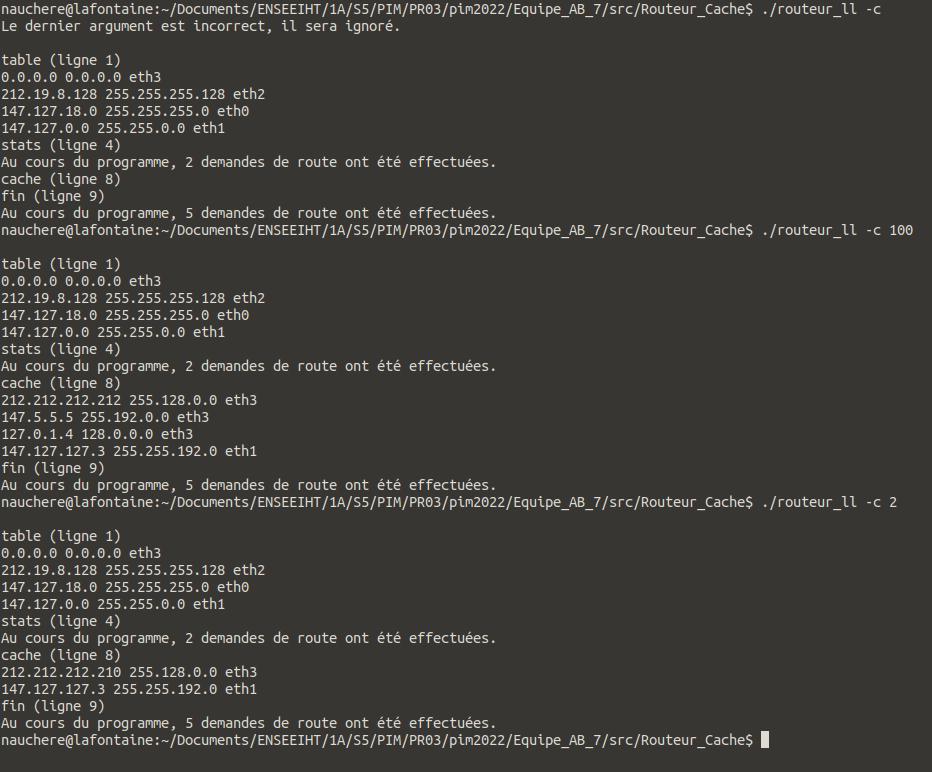 nauchere@lafontaine:~/Documents/ENSEEIHT/1A/S5/PIM/PR03/pim2022/Equipe_AB_7/src/Routeur_Cache$ ./routeur_ll -c
Le dernier argument est incorrect, il sera ignoré.
table (ligne 1)
0.0.0.0 0.0.0.0 eth3
212.19.8.128 255.255.255.128 eth2
147.127.18.0 255.255.255.0 eth0
147.127.0.0 255.255.0.0 eth1
stats (ligne 4)
Au cours du programme, 2 demandes de route ont été effectuées.
cache (ligne 8)
fin (ligne 9)
Au cours du programme, 5 demandes de route ont été effectuées.
nauchere@lafontaine:~/Documents/ENSEEIHT/1A/S5/PIM/PR03/pim2022/Equipe_AB_7/src/Routeur_Cache$ ./routeur_ll -c 100
table (ligne 1)
0.0.0.0 0.0.0.0 eth3
212.19.8.128 255.255.255.128 eth2
147.127.18.0 255.255.255.0 eth0
147.127.0.0 255.255.0.0 eth1
stats (ligne 4)
Au cours du programme, 2 demandes de route ont été effectuées.
cache (ligne 8)
212.212.212.212 255.128.0.0 eth3
147.5.5.5 255.192.0.0 eth3
127.0.1.4 128.0.0.0 eth3
147.127.127.3 255.255.192.0 eth1
fin (ligne 9)
Au cours du programme, 5 demandes de route ont été effectuées.
nauchere@lafontaine:~/Documents/ENSEEIHT/1A/S5/PIM/PR03/pim2022/Equipe_AB_7/src/Routeur_Cache$ ./routeur_ll -c 2
table (ligne 1)
0.0.0.0 0.0.0.0 eth3
212.19.8.128 255.255.255.128 eth2
147.127.18.0 255.255.255.0 eth0
147.127.0.0 255.255.0.0 eth1
stats (ligne 4)
Au cours du programme, 2 demandes de route ont été effectuées.
cache (ligne 8)
212.212.212.210 255.128.0.0 eth3
147.127.127.3 255.255.192.0 eth1
fin (ligne 9)
Au cours du programme, 5 demandes de route ont été effectuées.
nauchere@lafontaine:~/Documents/ENSEEIHT/1A/S5/PIM/PR03/pim2022/Equipe_AB_7/src/Routeur_Cache$